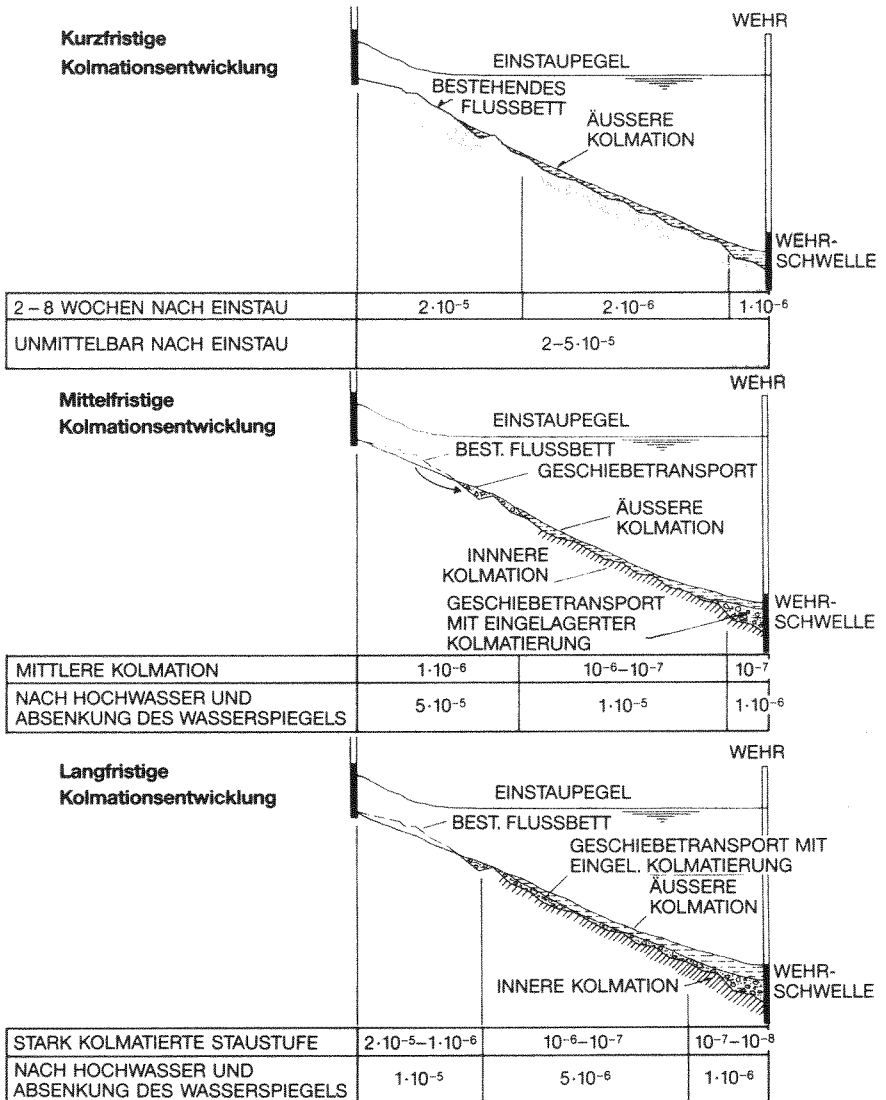 WEHR
Kurzfristige
Kolmationsentwicklung
EINSTAUPEGEL
BESTEHENDES
FLUSSBETT
ÄUSSERE
KOLMATION
WEHR-
SCHWELLE
2–8 WOCHEN NACH EINSTAU 2·10⁻⁵ 2·10⁻⁶ 1·10⁻⁶
UNMITTELBAR NACH EINSTAU 2–5·10⁻⁵
WEHR
Mittelfristige
Kolmationsentwicklung
EINSTAUPEGEL
BEST. FLUSSBETT
GESCHIEBETRANSPORT
ÄUSSERE
KOLMATION
INNNERE
KOLMATION
GESCHIEBETRANSPORT
MIT EINGELAGERTER
KOLMATIERUNG
WEHR-
SCHWELLE
MITTLERE KOLMATION 1·10⁻⁶ 10⁻⁶–10⁻⁷ 10⁻⁷
NACH HOCHWASSER UND
ABSENKUNG DES WASSERSPIEGELS 5·10⁻⁵ 1·10⁻⁵ 1·10⁻⁶
WEHR
Langfristige
Kolmationsentwicklung
EINSTAUPEGEL
BEST. FLUSSBETT
GESCHIEBETRANSPORT MIT
EINGEL. KOLMATIERUNG
ÄUSSERE
KOLMATION
INNERE KOLMATION
WEHR-
SCHWELLE
STARK KOLMATIERTE STAUSTUFE 2·10⁻⁵–1·10⁻⁶ 10⁻⁶–10⁻⁷ 10⁻⁷–10⁻⁸
NACH HOCHWASSER UND
ABSENKUNG DES WASSERSPIEGELS 1·10⁻⁵ 5·10⁻⁶ 1·10⁻⁶